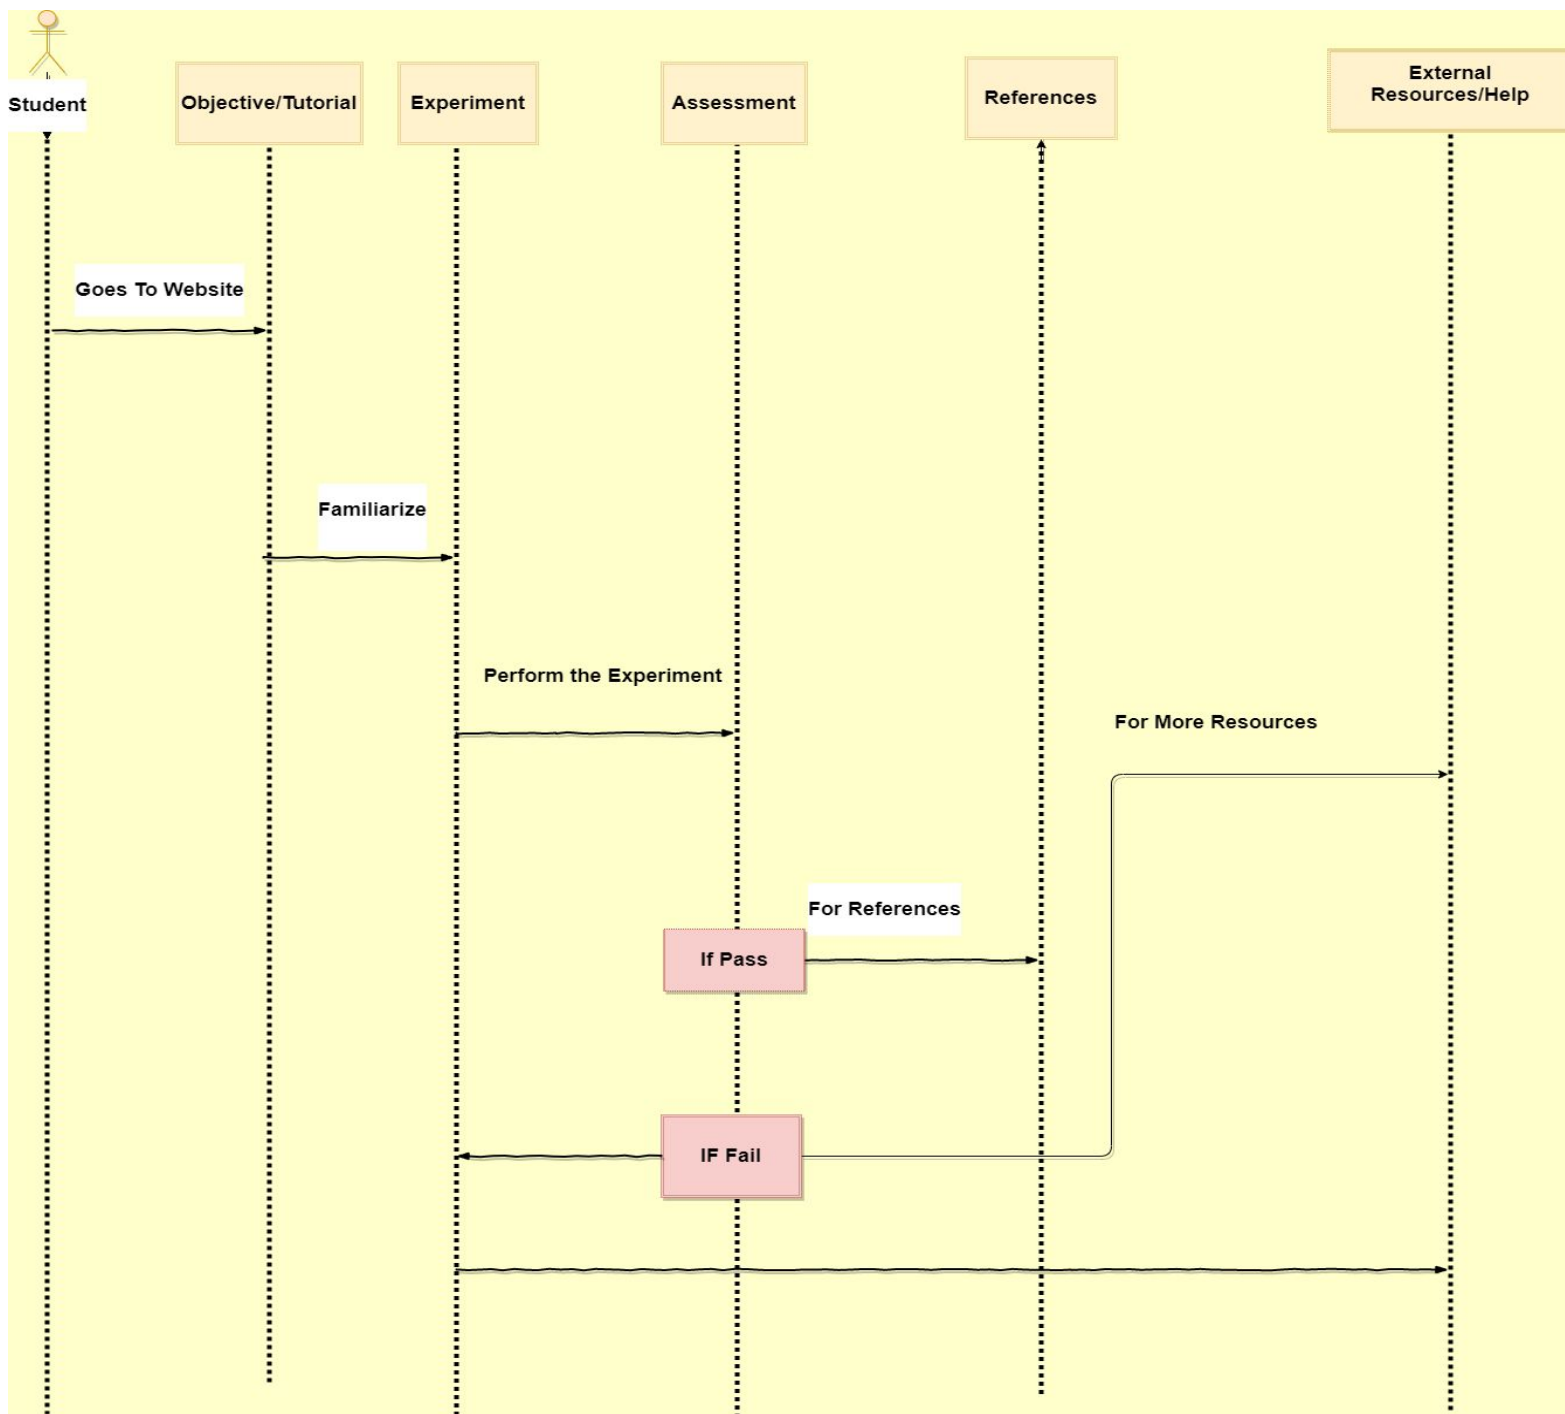 Student
Objective/Tutorial
Experiment
Assessment
References
External
Resources/Help
Goes To Website
Familiarize
Perform the Experiment
For More Resources
For References
If Pass
IF Fail